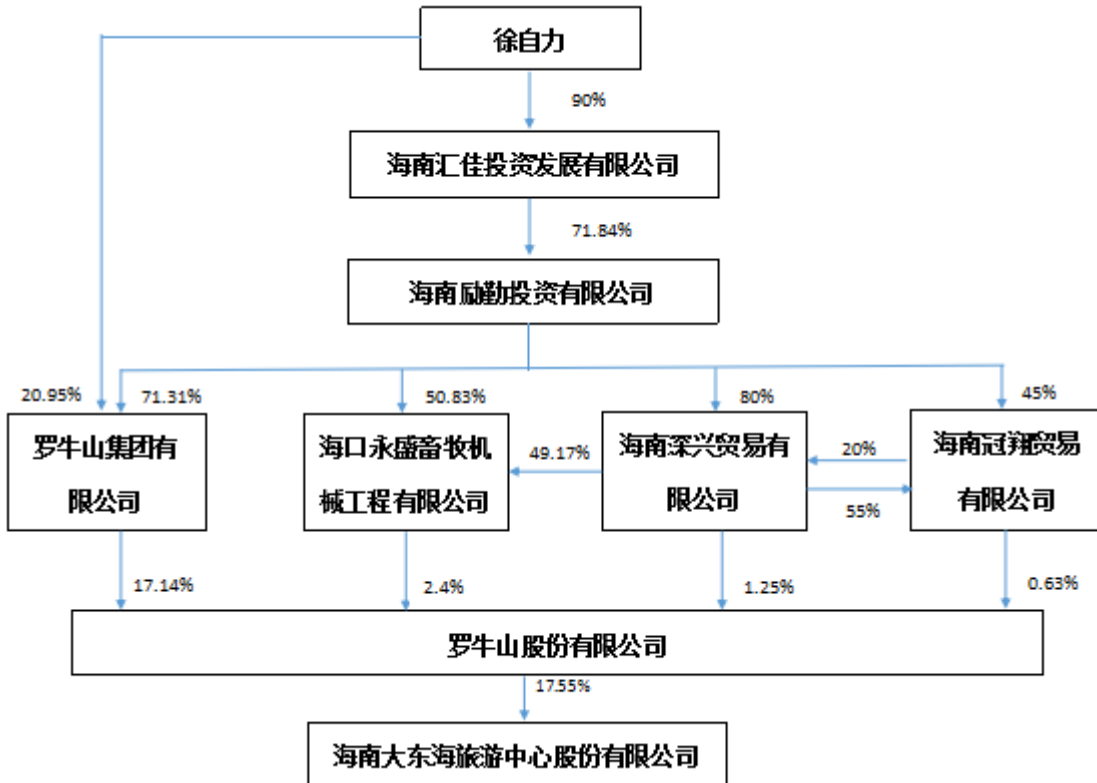 徐自力
90%
海南汇佳投资发展有限公司
71.84%
海南励勤投资有限公司
20.95%
71.31%
50.83%
80%
45%
罗牛山集团有
限公司
海口永盛畜牧机
械工程有限公司
49.17%
海南深兴贸易有
限公司
20%
55%
海南冠翔贸易
有限公司
17.14%
2.4%
1.25%
0.63%
罗牛山股份有限公司
17.55%
海南大东海旅游中心股份有限公司